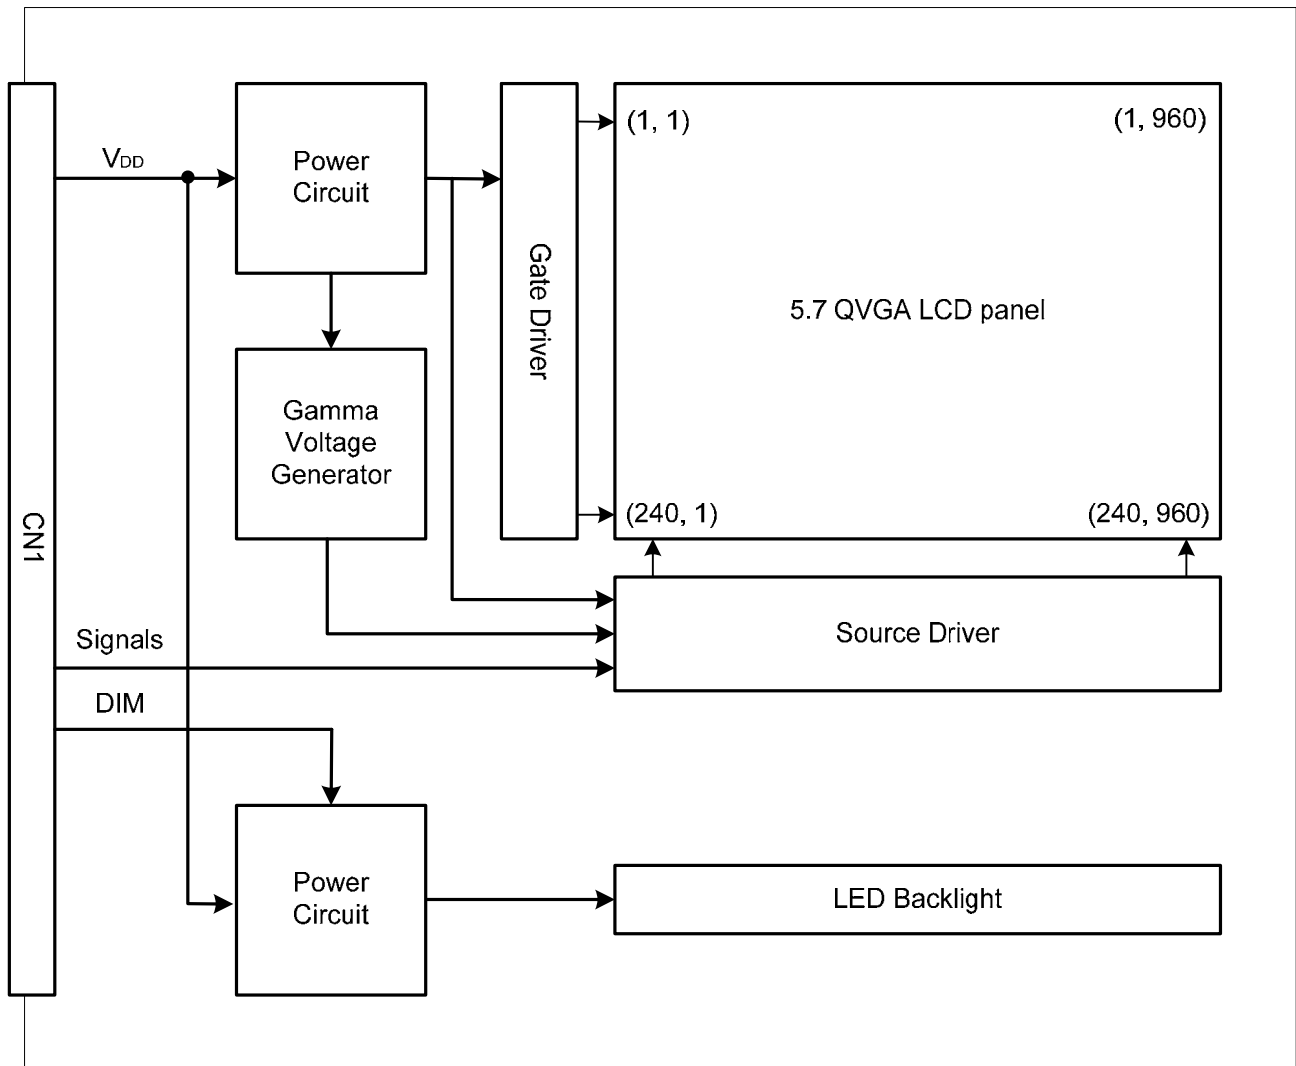 VDD
Power
Circuit
(1, 1)
(1, 960)
Gate Driver
5.7 QVGA LCD panel
Gamma
Voltage
Generator
(240, 1)
(240, 960)
CN1
Signals
Source Driver
DIM
Power
Circuit
LED Backlight